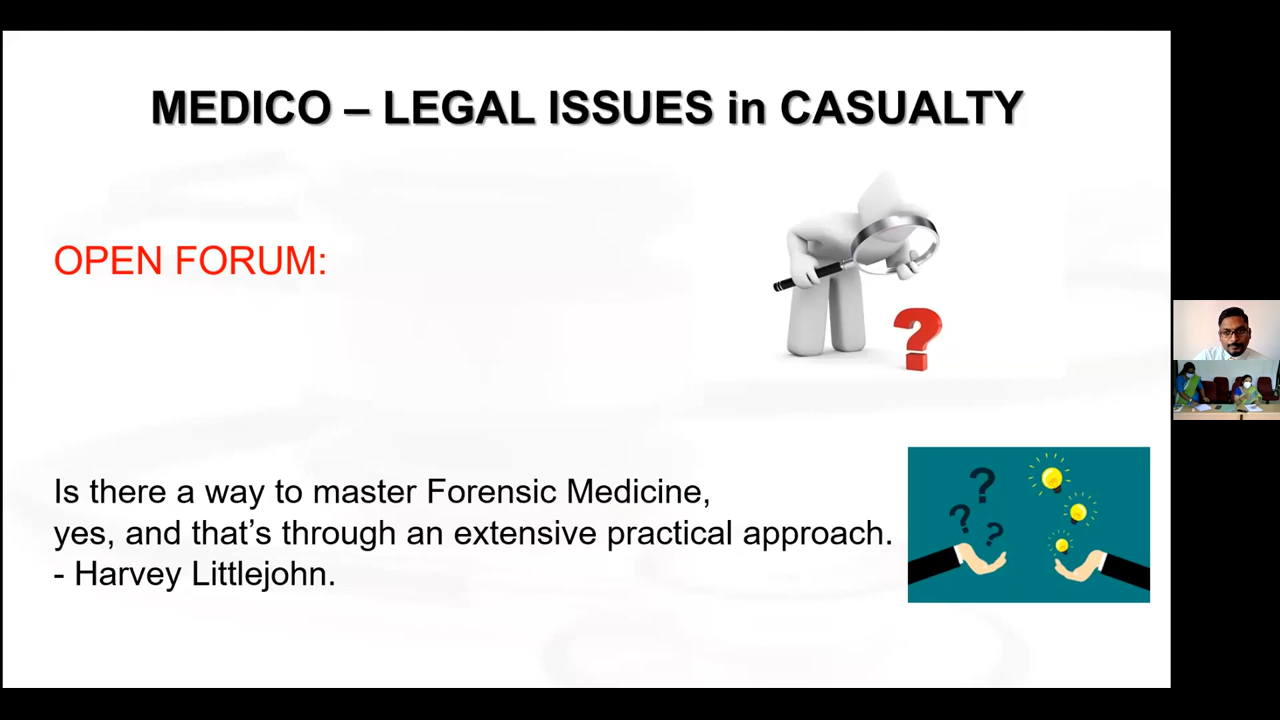 MEDICO – LEGAL ISSUES in CASUALTY
OPEN FORUM:
Is there a way to master Forensic Medicine,
yes, and that’s through an extensive practical approach.
- Harvey Littlejohn.